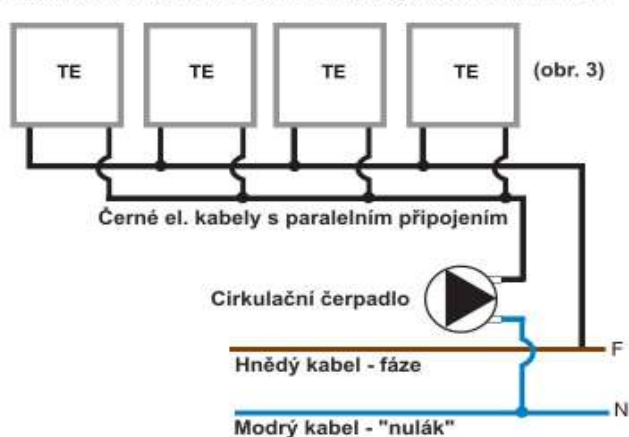 TE TE TE TE (obr. 3)
Černé el. kabely s paralelním připojením
Cirkulační čerpadlo
F
Hnědý kabel - fáze
N
Modrý kabel - "nulák"